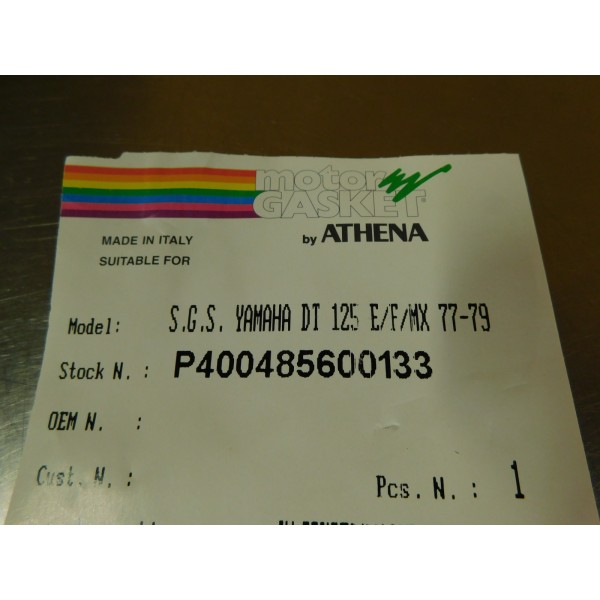 motor
GASKET®
by ATHENA
MADE IN ITALY
SUITABLE FOR
Model: S.G.S. YAMAHA DT 125 E/F/MX 77-79
Stock N. : P400485600133
OEM N. :
Cust. N. :
Pcs. N. : 1